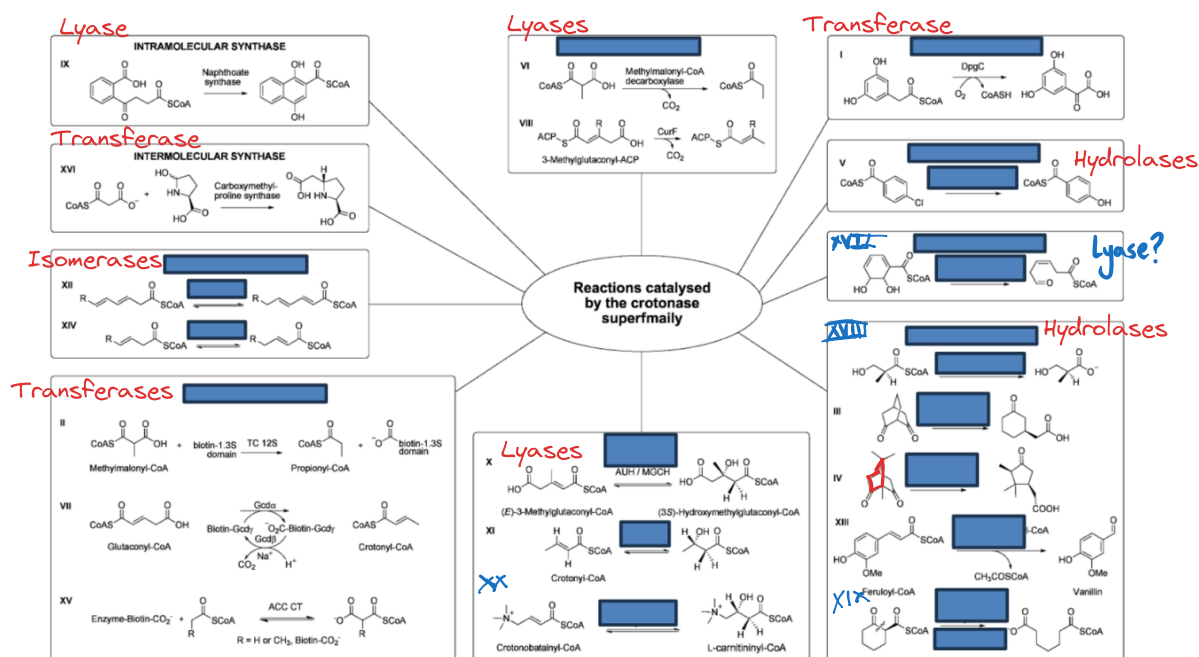 Lyase
INTRAMOLECULAR SYNTHASE
IX
O
OH
Naphthoate
synthase
SCoA
O
OH
O
SCoA
OH
Transferase
INTERMOLECULAR SYNTHASE
XVI
O O
CoAS O⁻
+
HO
HN
HO O
Carboxymethyl-
proline synthase
O H
OH HN
HO O
Isomerases
XII
R SCoA
R SCoA
XIV
R SCoA
R SCoA
Transferases
II
CoAS OH
Methylmalonyl-CoA
+
biotin-1.3S
domain
TC 12S
CoAS
Propionyl-CoA
+
⁻O biotin-1.3S
domain
VII
CoAS OH
Glutaconyl-CoA
Gcdα
Biotin-Gcdγ ⁻O₂C-Biotin-Gcdγ
Gcdβ
Na⁺
CO₂ H⁺
CoAS
Crotonyl-CoA
XV
Enzyme-Biotin-CO₂⁻ +
R SCoA
ACC CT
⁻O SCoA
R
R = H or CH₃, Biotin-CO₂⁻
Lyases
VI
CoAS OH
Methylmalonyl-CoA
decarboxylase
CO₂
CoAS
VIII
ACP S R OH
3-Methylglutaconyl-ACP
CurF
CO₂
ACP S R
Reactions catalysed
by the crotonase
superfmaily
Lyases
X
HO SCoA
(E)-3-Methylglutaconyl-CoA
AUH / MGCH
HO OH SCoA
H H
(3S)-Hydroxymethylglutaconyl-CoA
XI
SCoA
H
Crotonyl-CoA
HO H
SCoA
H H
XX
N⁺ SCoA
Crotonobatainyl-CoA
HO H
N⁺ SCoA
H H
L-carnitininyl-CoA
Transferase
I
OH
HO SCoA
DpgC
O₂ CoASH
OH
HO O OH
V
CoAS O Cl
Hydrolases
CoAS O OH
XVII
O SCoA
OH OH
O SCoA
Lyase?
XVIII
Hydrolases
HO SCoA
H
HO O⁻
H
III
O O
O OH
IV
O O
O
COOH
XIII
HO SCoA
OMe
Feruloyl-CoA
l-CoA
CH₃COSCoA
HO O
OMe
Vanillin
XIX
O O SCoA
O O SCoA